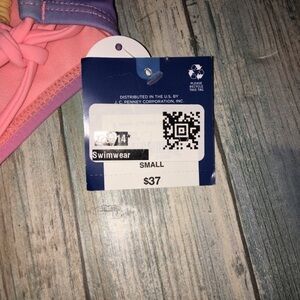 DISTRIBUTED IN THE U.S. BY
J. C. PENNEY CORPORATION, INC.
PLEASE
RECYCLE
THIS TAG
Swimwear
SMALL
$37